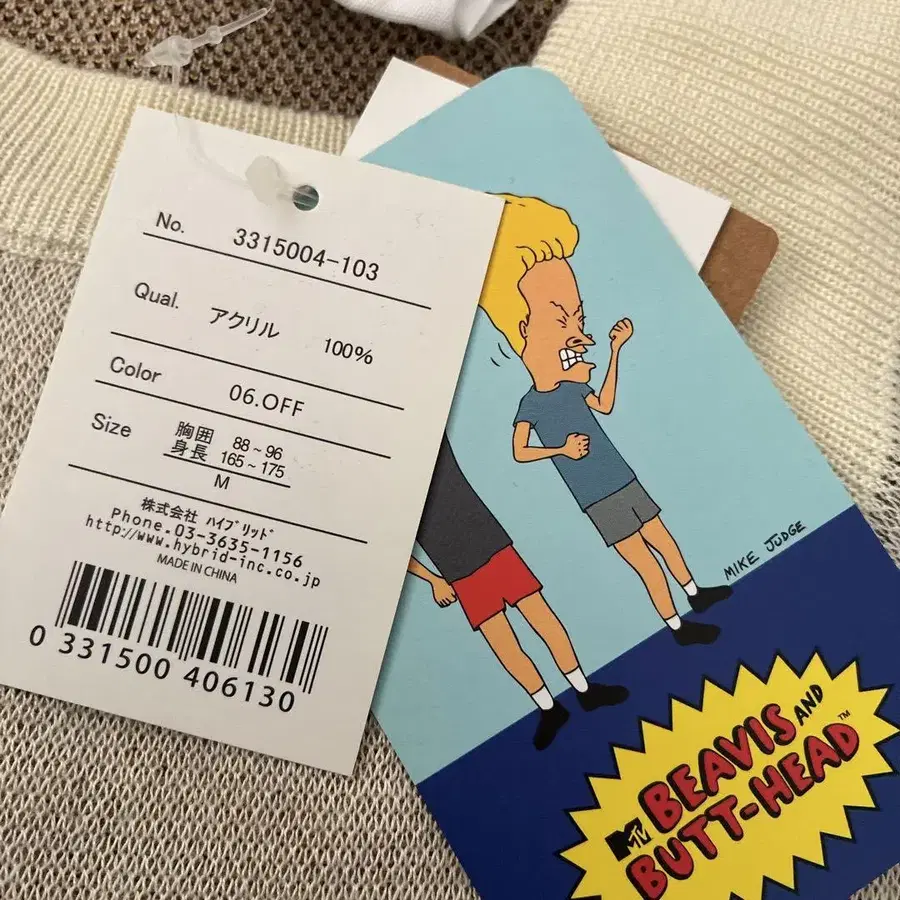 No. 3315004-103
Qual. アクリル 100%
Color 06.OFF
Size 胸囲 88~96
身長 165~175
M
株式会社 ﾊｲﾌﾞﾘｯﾄﾞ
Phone.03-3635-1156
http://www.hybrid-inc.co.jp
MADE IN CHINA
0 331500 406130
MIKE JUDGE
MTV
BEAVIS AND
BUTT-HEAD™